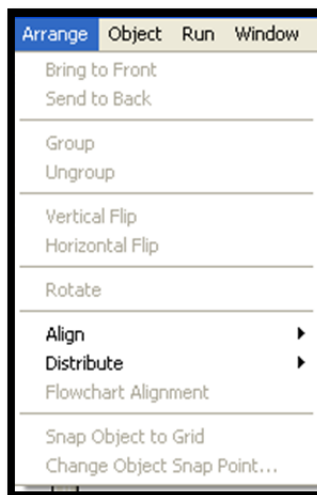 Arrange Object Run Window
Bring to Front
Send to Back
Group
Ungroup
Vertical Flip
Horizontal Flip
Rotate
Align
Distribute
Flowchart Alignment
Snap Object to Grid
Change Object Snap Point...